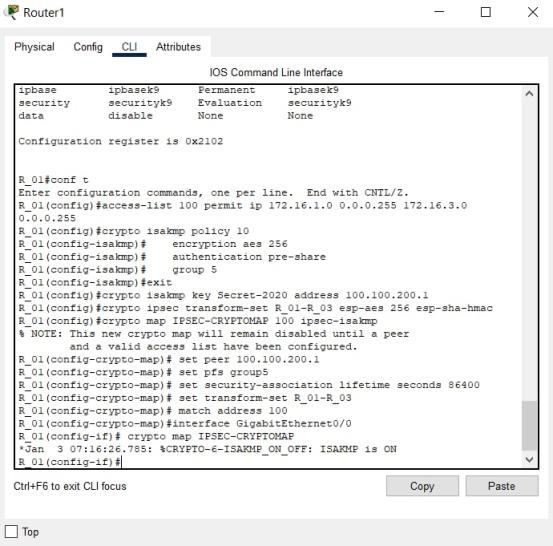 Router1
Physical Config CLI Attributes
IOS Command Line Interface
ipbase ipbasek9 Permanent ipbasek9
security securityk9 Evaluation securityk9
data disable None None
Configuration register is 0x2102
R_01#conf t
Enter configuration commands, one per line. End with CNTL/Z.
R_01(config)#access-list 100 permit ip 172.16.1.0 0.0.0.255 172.16.3.0
0.0.0.255
R_01(config)#crypto isakmp policy 10
R_01(config-isakmp)# encryption aes 256
R_01(config-isakmp)# authentication pre-share
R_01(config-isakmp)# group 5
R_01(config-isakmp)#exit
R_01(config)#crypto isakmp key Secret-2020 address 100.100.200.1
R_01(config)#crypto ipsec transform-set R_01-R_03 esp-aes 256 esp-sha-hmac
R_01(config)#crypto map IPSEC-CRYPTOMAP 100 ipsec-isakmp
% NOTE: This new crypto map will remain disabled until a peer
and a valid access list have been configured.
R_01(config-crypto-map)# set peer 100.100.200.1
R_01(config-crypto-map)# set pfs group5
R_01(config-crypto-map)# set security-association lifetime seconds 86400
R_01(config-crypto-map)# set transform-set R_01-R_03
R_01(config-crypto-map)# match address 100
R_01(config-crypto-map)#interface GigabitEthernet0/0
R_01(config-if)# crypto map IPSEC-CRYPTOMAP
*Jan 3 07:16:26.785: %CRYPTO-6-ISAKMP_ON_OFF: ISAKMP is ON
R_01(config-if)#
Ctrl+F6 to exit CLI focus
Copy Paste
Top